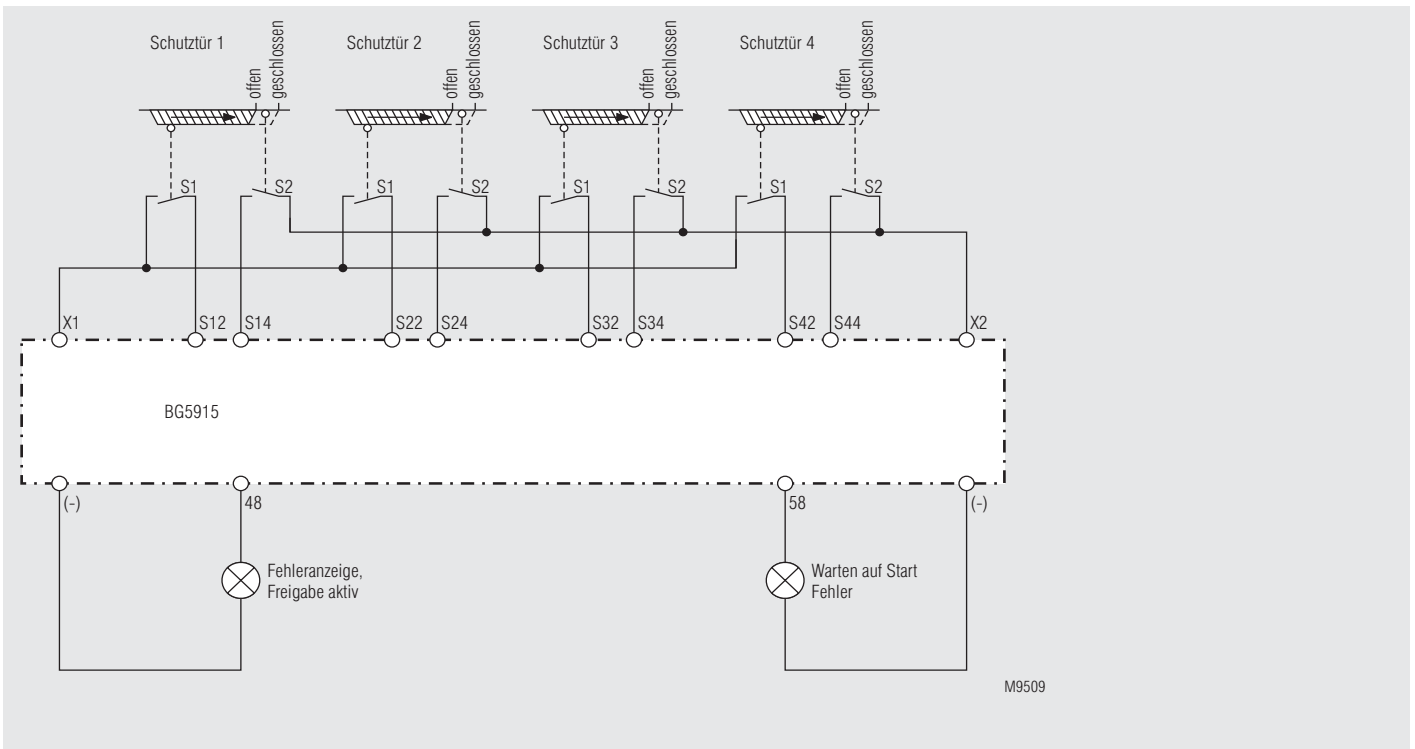 Schutztür 1
offen
geschlossen
Schutztür 2
offen
geschlossen
Schutztür 3
offen
geschlossen
Schutztür 4
offen
geschlossen
S1
S2
S1
S2
S1
S2
S1
S2
X1
S12
S14
S22
S24
S32
S34
S42
S44
X2
BG5915
(-)
48
58
(-)
Fehleranzeige,
Freigabe aktiv
Warten auf Start
Fehler
M9509